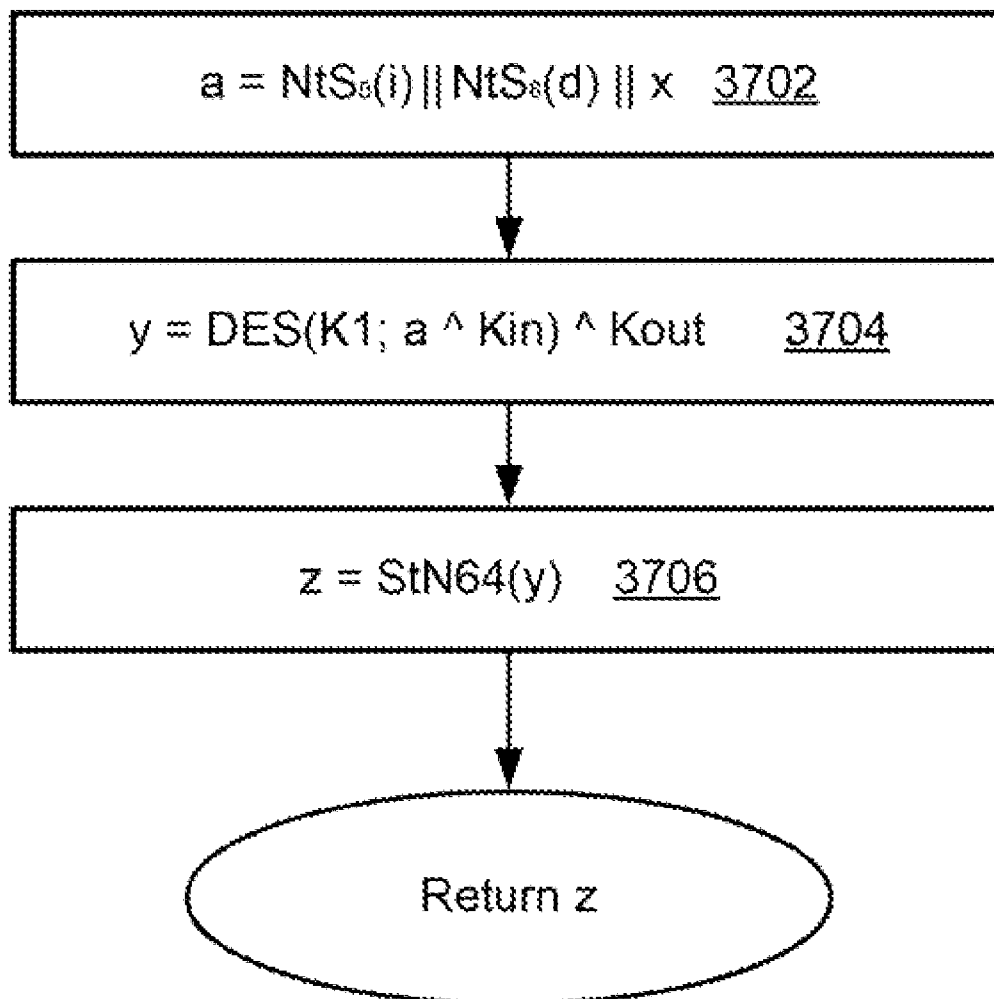 a = NtS₈(i) || NtS₈(d) || x 3702
y = DES(K1; a ^ Kin) ^ Kout 3704
z = StN64(y) 3706
Return z